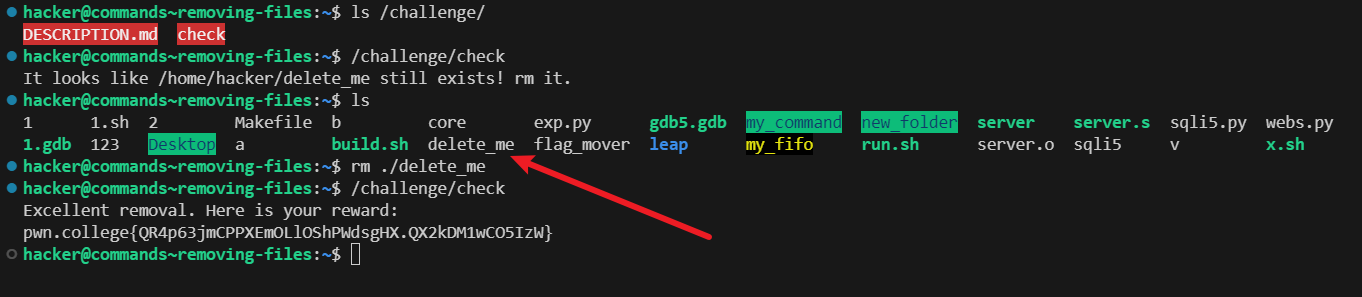 hacker@commands~removing-files:~$ ls /challenge/
DESCRIPTION.md check
hacker@commands~removing-files:~$ /challenge/check
It looks like /home/hacker/delete_me still exists! rm it.
hacker@commands~removing-files:~$ ls
1 1.sh 2 Makefile b core exp.py gdb5.gdb my_command new_folder server server.s sqli5.py webs.py
1.gdb 123 Desktop a build.sh delete_me flag_mover leap my_fifo run.sh server.o sqli5 v x.sh
hacker@commands~removing-files:~$ rm ./delete_me
hacker@commands~removing-files:~$ /challenge/check
Excellent removal. Here is your reward:
pwn.college{QR4p63jmCPPXEmOLlOShPWdsgHX.QX2kDM1wCO5IzW}
hacker@commands~removing-files:~$